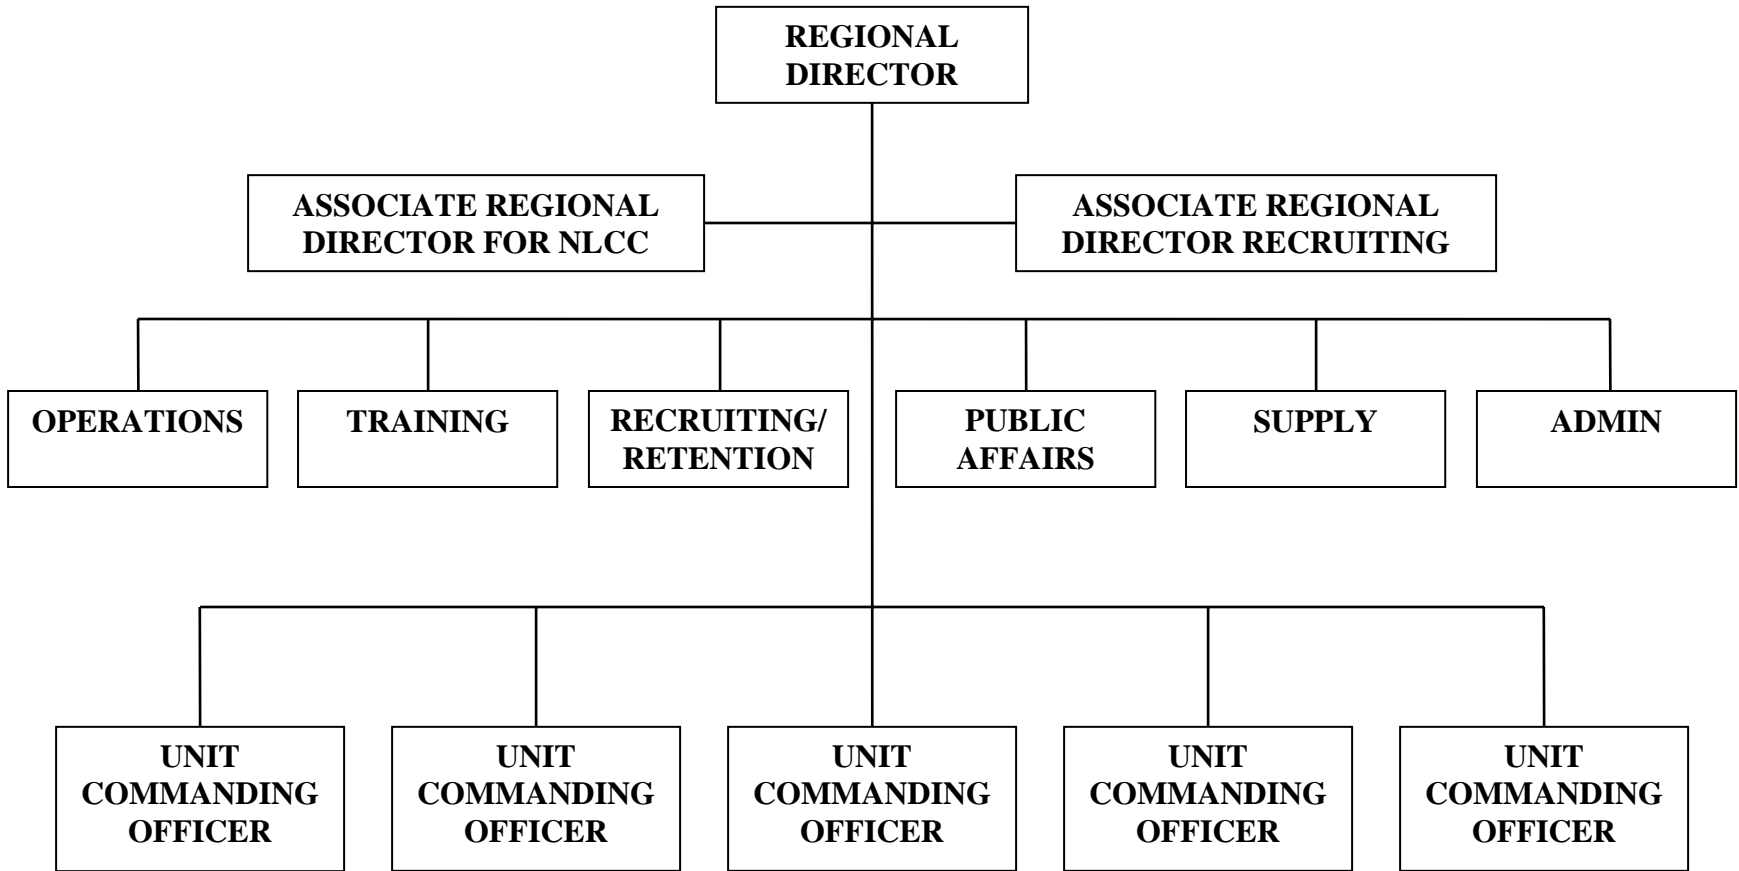 REGIONAL
DIRECTOR
ASSOCIATE REGIONAL
DIRECTOR FOR NLCC
ASSOCIATE REGIONAL
DIRECTOR RECRUITING
OPERATIONS
TRAINING
RECRUITING/
RETENTION
PUBLIC
AFFAIRS
SUPPLY
ADMIN
UNIT
COMMANDING
OFFICER
UNIT
COMMANDING
OFFICER
UNIT
COMMANDING
OFFICER
UNIT
COMMANDING
OFFICER
UNIT
COMMANDING
OFFICER